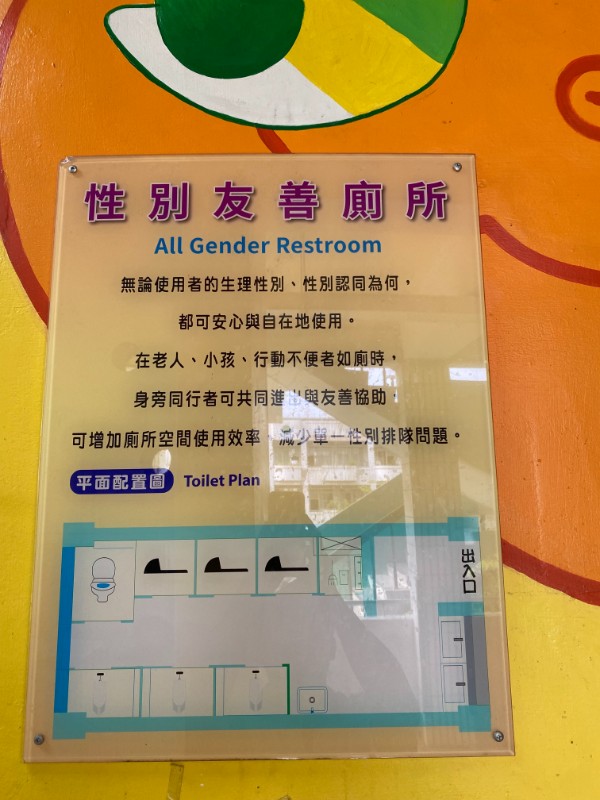 性別友善廁所
All Gender Restroom
無論使用者的生理性別、性別認同為何，
都可安心與自在地使用。
在老人、小孩、行動不便者如廁時，
身旁同行者可共同進出與友善協助，
可增加廁所空間使用效率，減少單一性別排隊問題。
平面配置圖 Toilet Plan
出入口